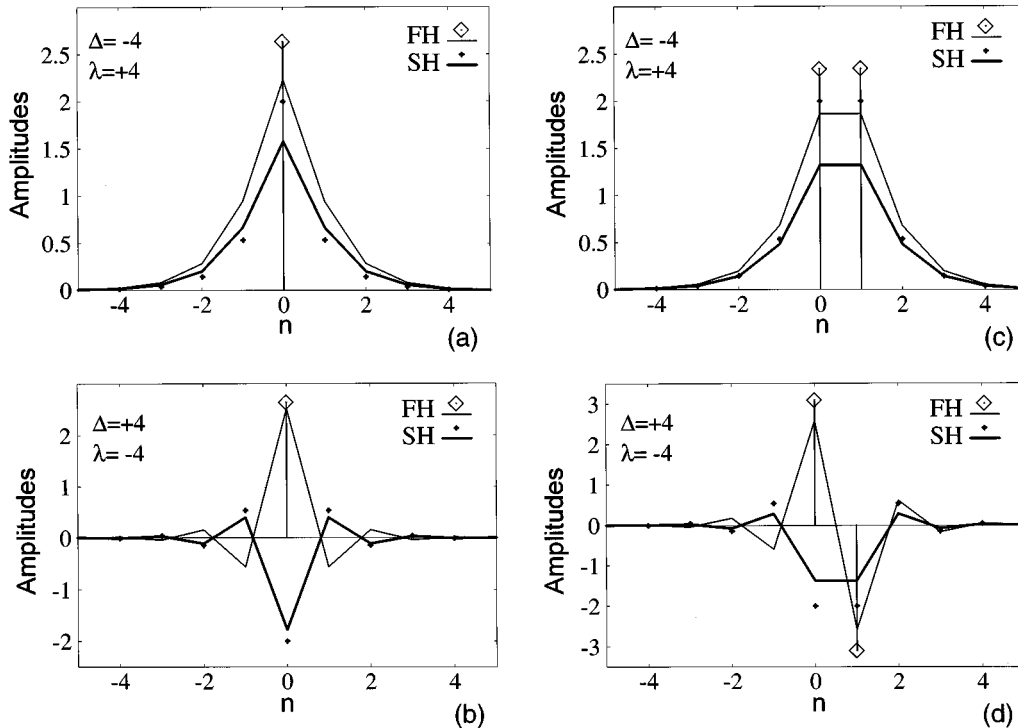 Δ= -4
λ=+4
FH
SH
Amplitudes
2.5
2
1.5
1
0.5
0
-4 -2 0 2 4
n
(a)
Δ= -4
λ=+4
FH
SH
Amplitudes
2.5
2
1.5
1
0.5
0
-4 -2 0 2 4
n
(c)
Δ=+4
λ= -4
FH
SH
Amplitudes
2
1
0
-1
-2
-4 -2 0 2 4
n
(b)
Δ=+4
λ= -4
FH
SH
Amplitudes
3
2
1
0
-1
-2
-3
-4 -2 0 2 4
n
(d)